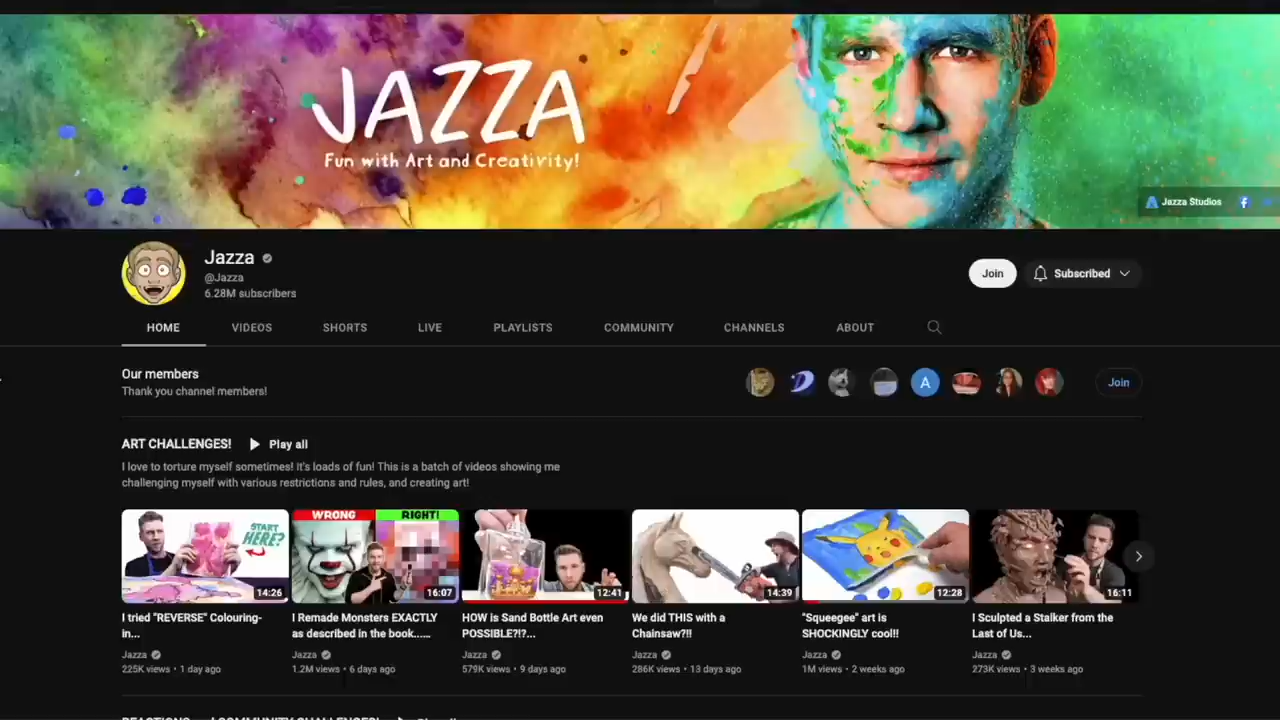 JAZZA
Fun with Art and Creativity!
Jazza Studios
Jazza
@Jazza
6.28M subscribers
Join
Subscribed
HOME
VIDEOS
SHORTS
LIVE
PLAYLISTS
COMMUNITY
CHANNELS
ABOUT
Our members
Thank you channel members!
A
Join
ART CHALLENGES!
Play all
I love to torture myself sometimes! It's loads of fun! This is a batch of videos showing me
challenging myself with various restrictions and rules, and creating art!
START
HERE?
14:26
WRONG
RIGHT!
16:07
12:41
14:39
12:28
16:11
I tried "REVERSE" Colouring-
in...
Jazza
225K views • 1 day ago
I Remade Monsters EXACTLY
as described in the book......
Jazza
1.2M views • 6 days ago
HOW is Sand Bottle Art even
POSSIBLE?!?...
Jazza
579K views • 9 days ago
We did THIS with a
Chainsaw?!!
Jazza
286K views • 13 days ago
"Squeegee" art is
SHOCKINGLY cool!!
Jazza
1M views • 2 weeks ago
I Sculpted a Stalker from the
Last of Us...
Jazza
273K views • 3 weeks ago